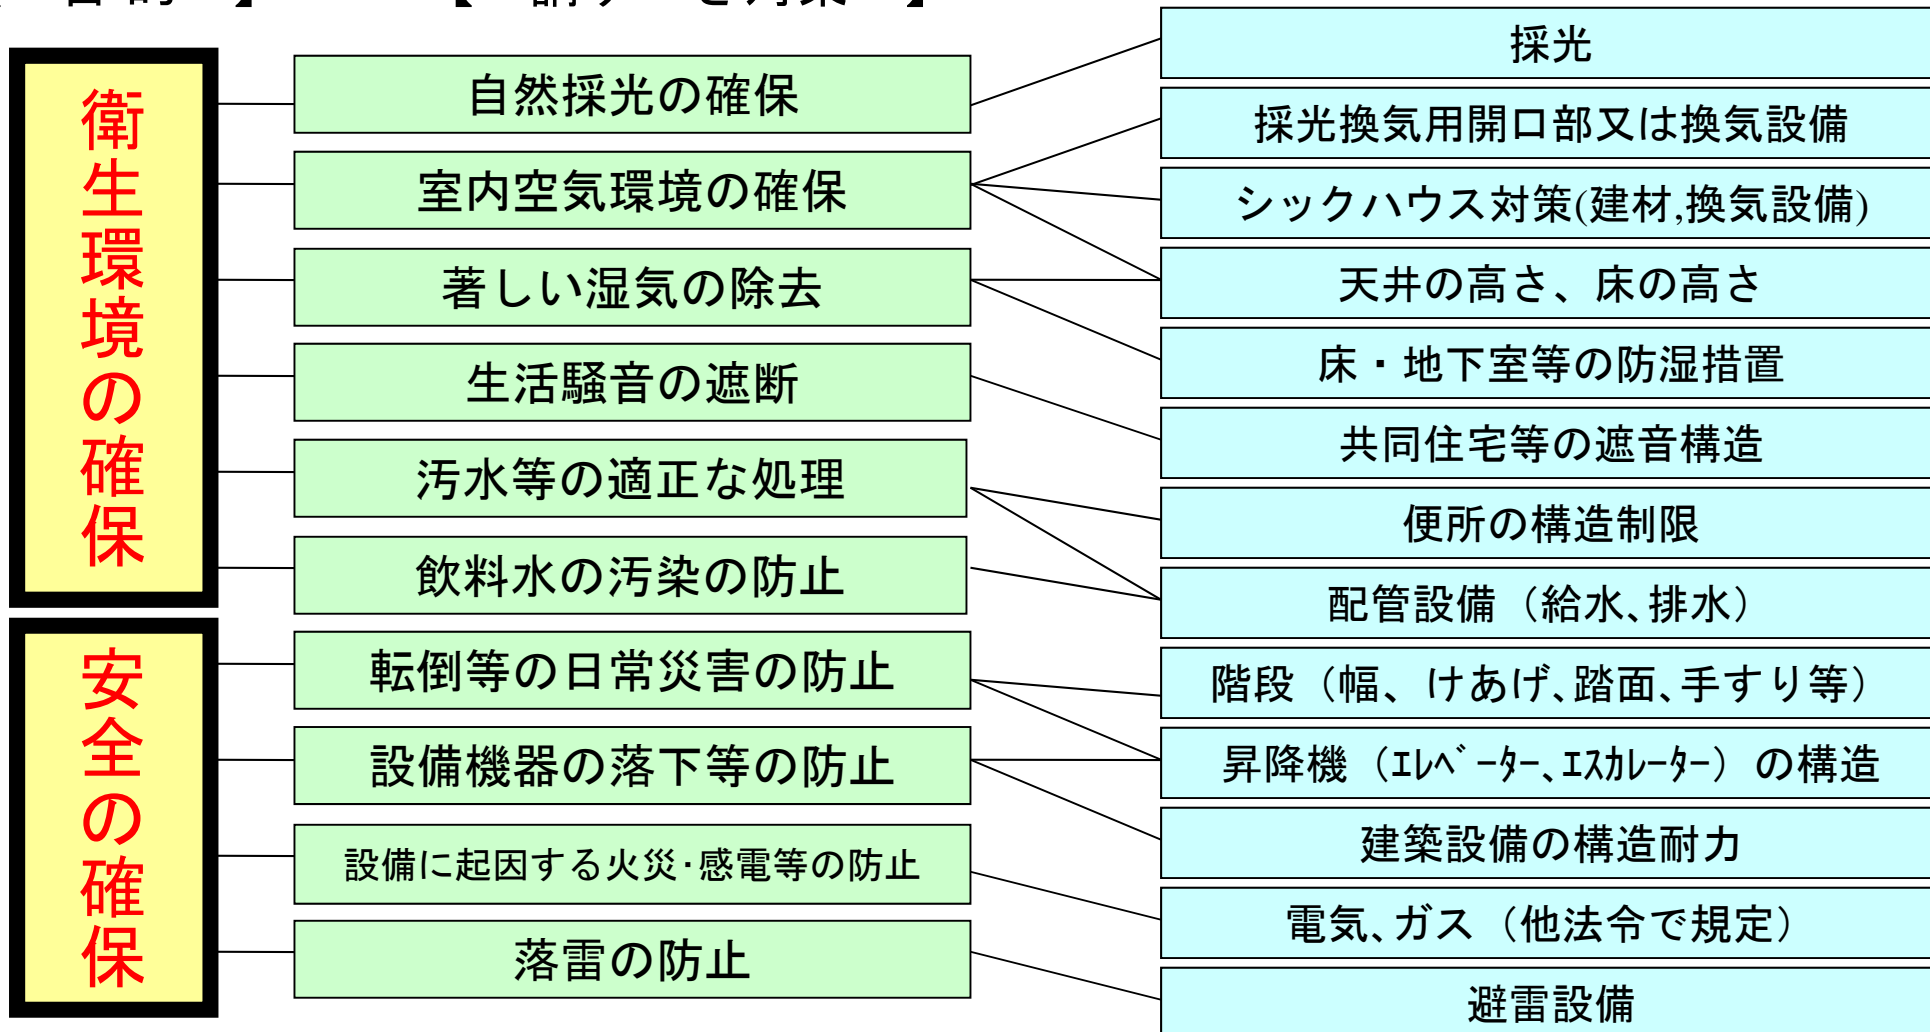 衛生環境の確保
自然採光の確保
室内空気環境の確保
著しい湿気の除去
生活騒音の遮断
汚水等の適正な処理
飲料水の汚染の防止
安全の確保
転倒等の日常災害の防止
設備機器の落下等の防止
設備に起因する火災･感電等の防止
落雷の防止
採光
採光換気用開口部又は換気設備
シックハウス対策(建材,換気設備)
天井の高さ、床の高さ
床・地下室等の防湿措置
共同住宅等の遮音構造
便所の構造制限
配管設備（給水､排水）
階段（幅、けあげ､踏面､手すり等）
昇降機（ｴﾚﾍﾞｰﾀｰ､ｴｽｶﾚｰﾀｰ）の構造
建築設備の構造耐力
電気､ガス（他法令で規定）
避雷設備